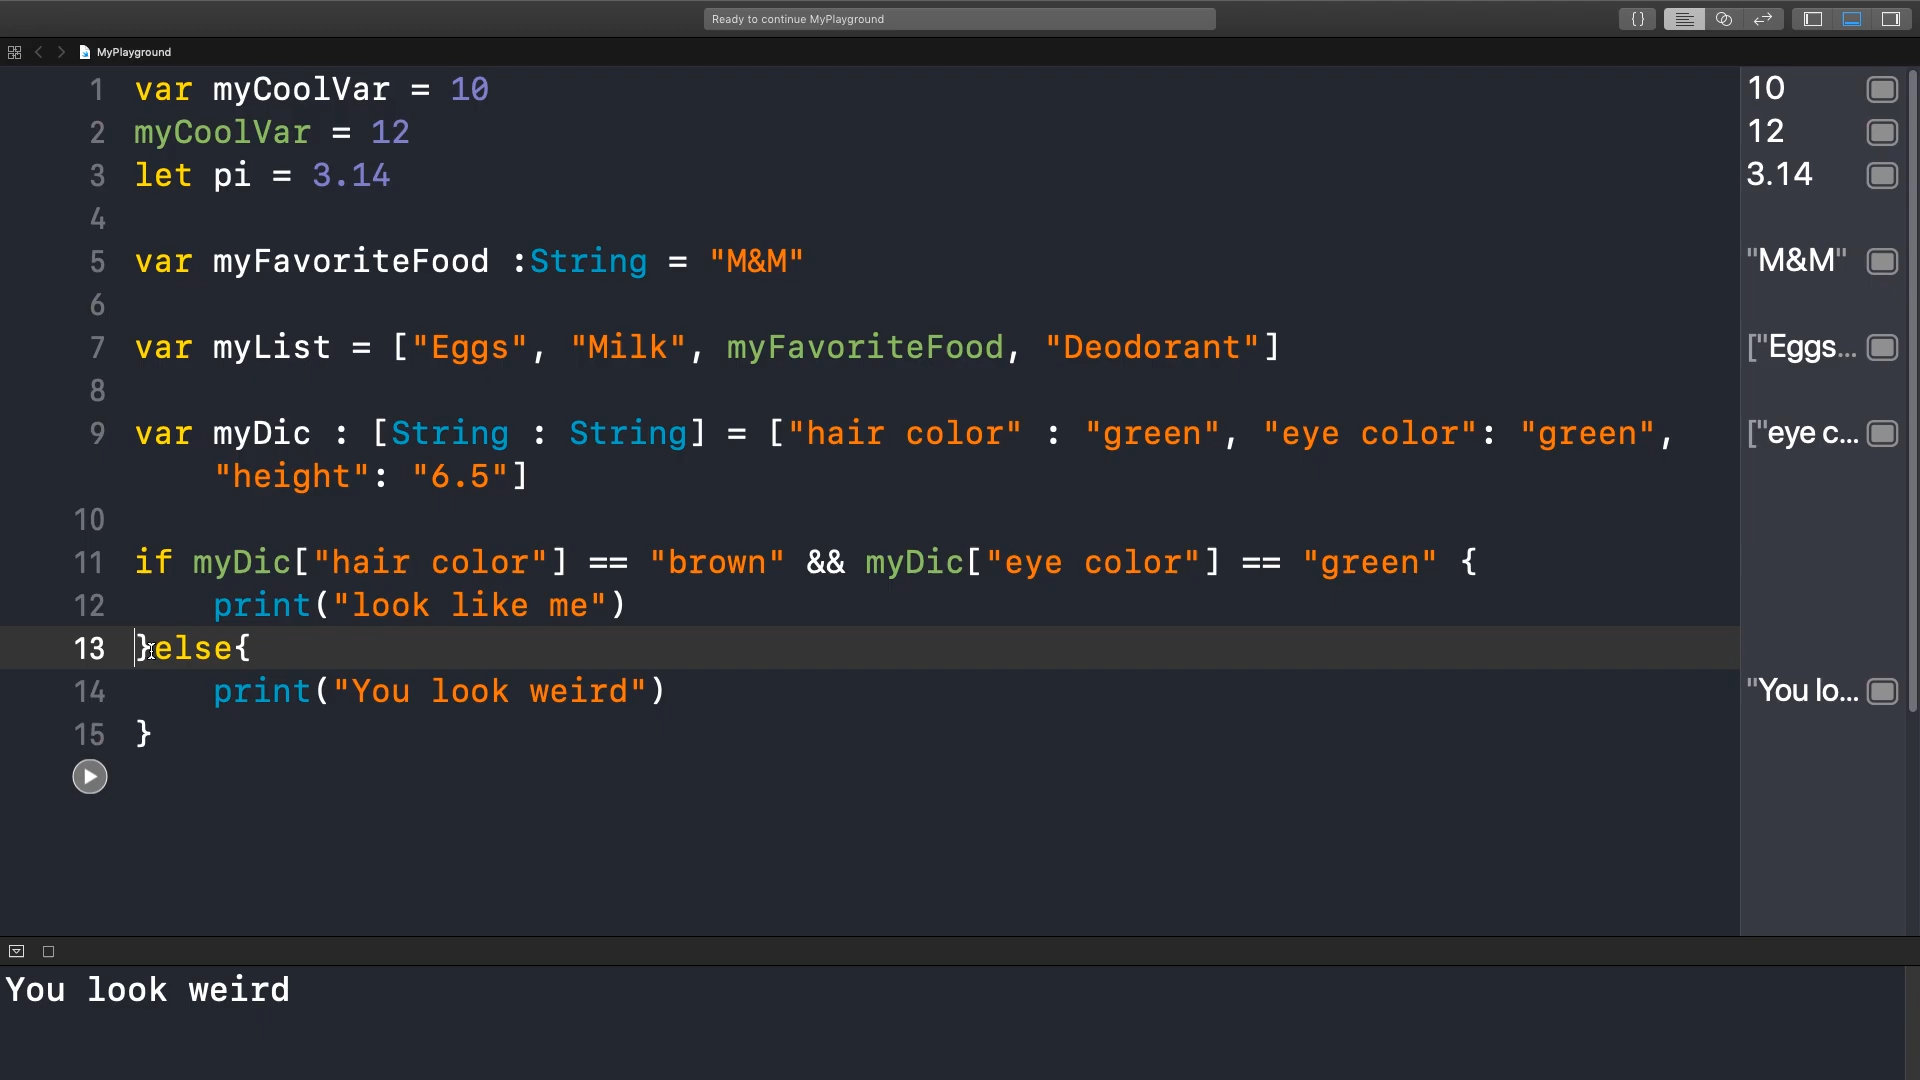 Ready to continue MyPlayground
{}
MyPlayground
1 var myCoolVar = 10 10
2 myCoolVar = 12 12
3 let pi = 3.14 3.14
4
5 var myFavoriteFood :String = "M&M" "M&M"
6
7 var myList = ["Eggs", "Milk", myFavoriteFood, "Deodorant"] ["Eggs...
8
9 var myDic : [String : String] = ["hair color" : "green", "eye color": "green", ["eye c...
"height": "6.5"]
10
11 if myDic["hair color"] == "brown" && myDic["eye color"] == "green" {
12 print("look like me")
13 }else{
14 print("You look weird") "You lo...
15 }
You look weird